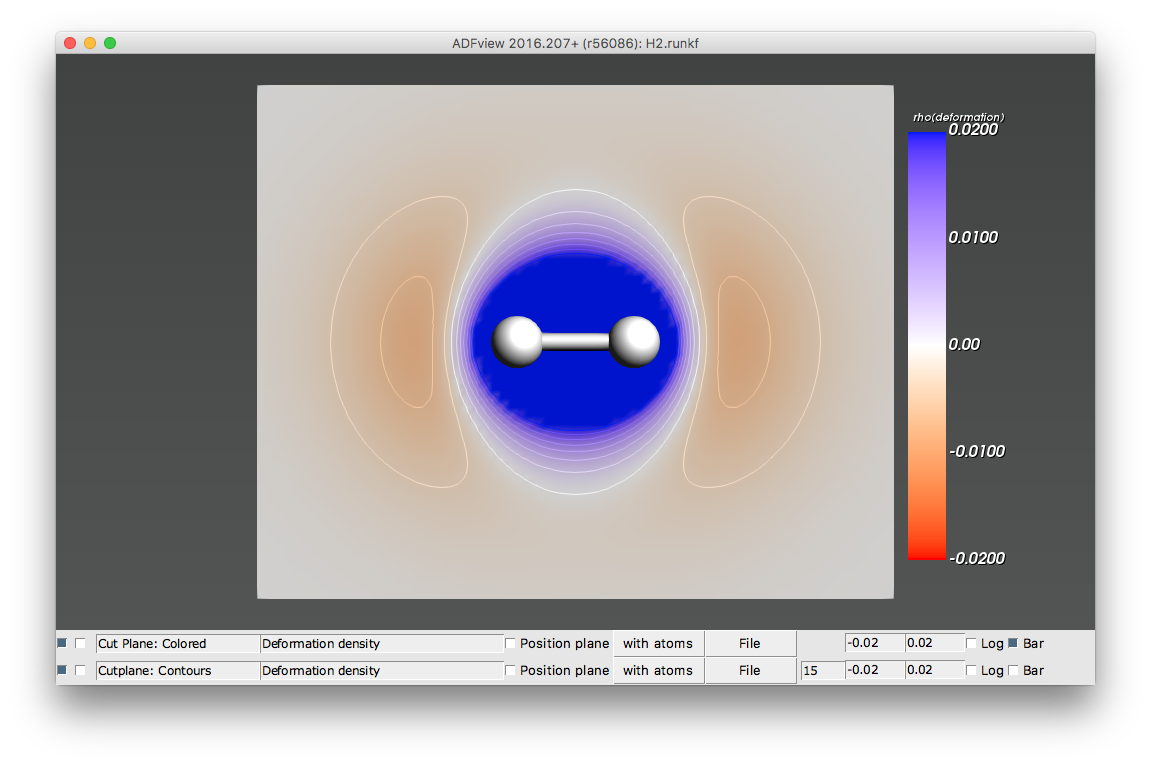 ADFview 2016.207+ (r56086): H2.runkf
rho(deformation)
0.0200
0.0100
0.00
-0.0100
-0.0200
Cut Plane: Colored Deformation density Position plane with atoms File -0.02 0.02 Log Bar
Cutplane: Contours Deformation density Position plane with atoms File 15 -0.02 0.02 Log Bar